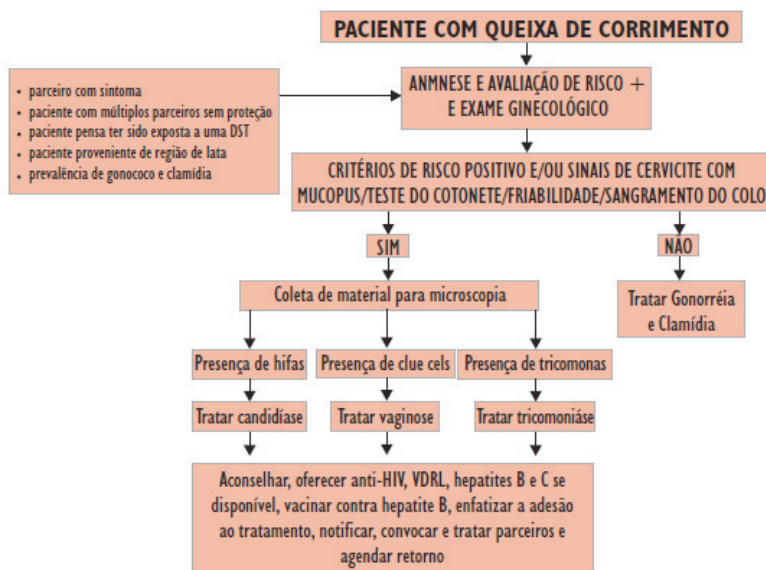 PACIENTE COM QUEIXA DE CORRIMENTO
• parceiro com sintoma
• paciente com múltiplos parceiros sem proteção
• paciente pensa ter sido exposta a uma DST
• paciente proveniente de região de lata
• prevalência de gonococo e clamídia
ANMNESE E AVALIAÇÃO DE RISCO +
E EXAME GINECOLÓGICO
CRITÉRIOS DE RISCO POSITIVO E/OU SINAIS DE CERVICITE COM
MUCOPUS/TESTE DO COTONETE/FRIABILIDADE/SANGRAMENTO DO COLO
SIM
NÃO
Coleta de material para microscopia
Tratar Gonorréia
e Clamídia
Presença de hifas
Presença de clue cels
Presença de tricomonas
Tratar candidíase
Tratar vaginose
Tratar tricomoniáse
Aconselhar, oferecer anti-HIV, VDRL, hepatites B e C se
disponível, vacinar contra hepatite B, enfatizar a adesão
ao tratamento, notificar, convocar e tratar parceiros e
agendar retorno